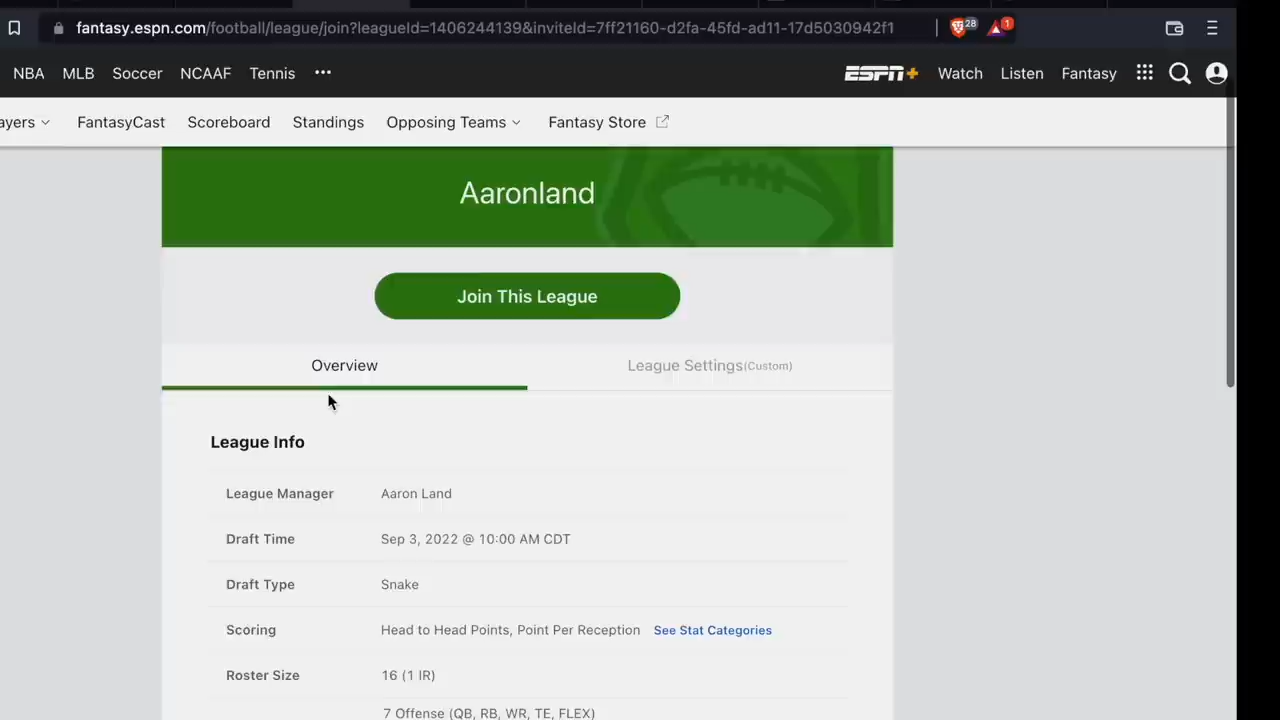 fantasy.espn.com/football/league/join?leagueId=1406244139&inviteId=7ff21160-d2fa-45fd-ad11-17d5030942f1 28 1
NBA MLB Soccer NCAAF Tennis ••• ESPN+ Watch Listen Fantasy
ayers FantasyCast Scoreboard Standings Opposing Teams Fantasy Store
Aaronland
Join This League
Overview League Settings(Custom)
League Info
League Manager Aaron Land
Draft Time Sep 3, 2022 @ 10:00 AM CDT
Draft Type Snake
Scoring Head to Head Points, Point Per Reception See Stat Categories
Roster Size 16 (1 IR)
7 Offense (QB, RB, WR, TE, FLEX)